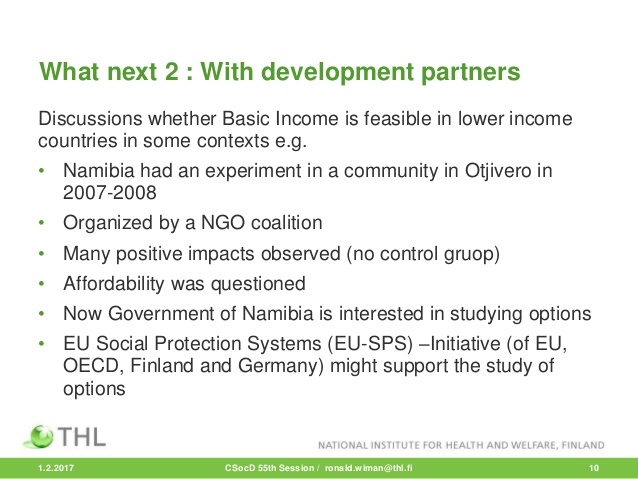 What next 2 : With development partners
Discussions whether Basic Income is feasible in lower income
countries in some contexts e.g.
• Namibia had an experiment in a community in Otjivero in
2007-2008
• Organized by a NGO coalition
• Many positive impacts observed (no control gruop)
• Affordability was questioned
• Now Government of Namibia is interested in studying options
• EU Social Protection Systems (EU-SPS) –Initiative (of EU,
OECD, Finland and Germany) might support the study of
options
THL
NATIONAL INSTITUTE FOR HEALTH AND WELFARE, FINLAND
1.2.2017 CSocD 55th Session / ronald.wiman@thl.fi 10